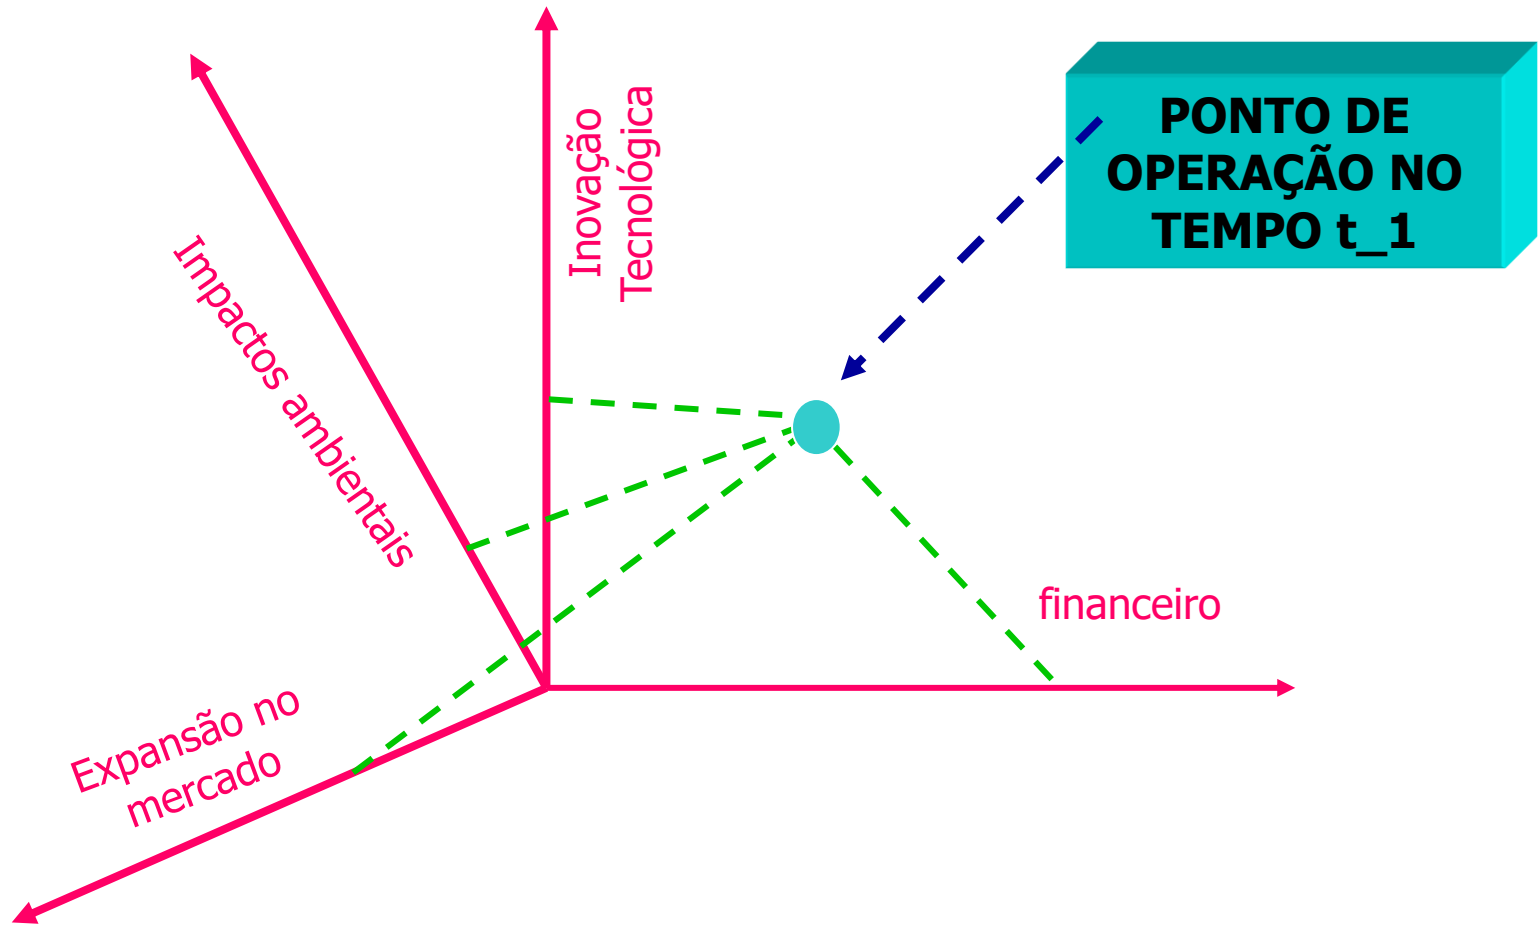 Inovação
Tecnológica
PONTO DE
OPERAÇÃO NO
TEMPO t_1
Impactos ambientais
financeiro
Expansão no
mercado